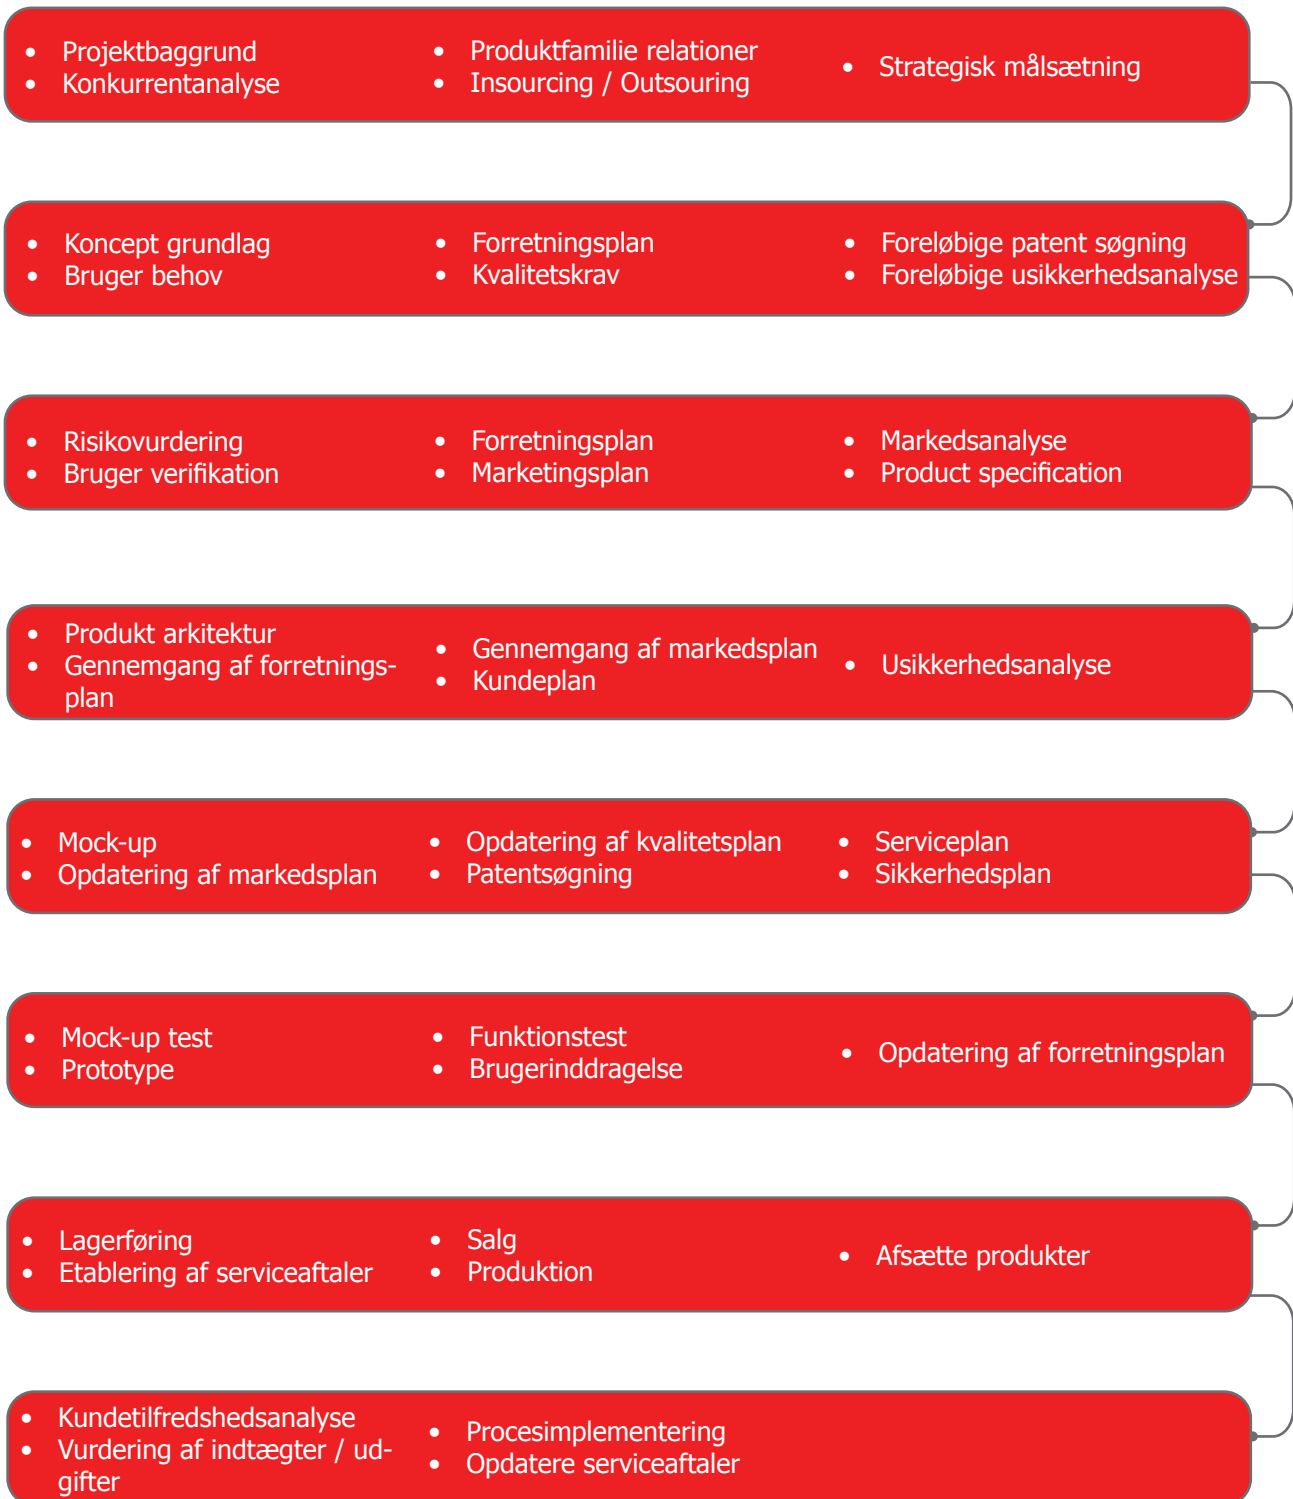 • Projektbaggrund
• Konkurrentanalyse
• Produktfamilie relationer
• Insourcing / Outsouring
• Strategisk målsætning
• Koncept grundlag
• Bruger behov
• Forretningsplan
• Kvalitetskrav
• Foreløbige patent søgning
• Foreløbige usikkerhedsanalyse
• Risikovurdering
• Bruger verifikation
• Forretningsplan
• Marketingsplan
• Markedsanalyse
• Product specification
• Produkt arkitektur
• Gennemgang af forretnings-
plan
• Gennemgang af markedsplan
• Kundeplan
• Usikkerhedsanalyse
• Mock-up
• Opdatering af markedsplan
• Opdatering af kvalitetsplan
• Patentsøgning
• Serviceplan
• Sikkerhedsplan
• Mock-up test
• Prototype
• Funktionstest
• Brugerinddragelse
• Opdatering af forretningsplan
• Lagerføring
• Etablering af serviceaftaler
• Salg
• Produktion
• Afsætte produkter
• Kundetilfredshedsanalyse
• Vurdering af indtægter / ud-
gifter
• Procesimplementering
• Opdatere serviceaftaler